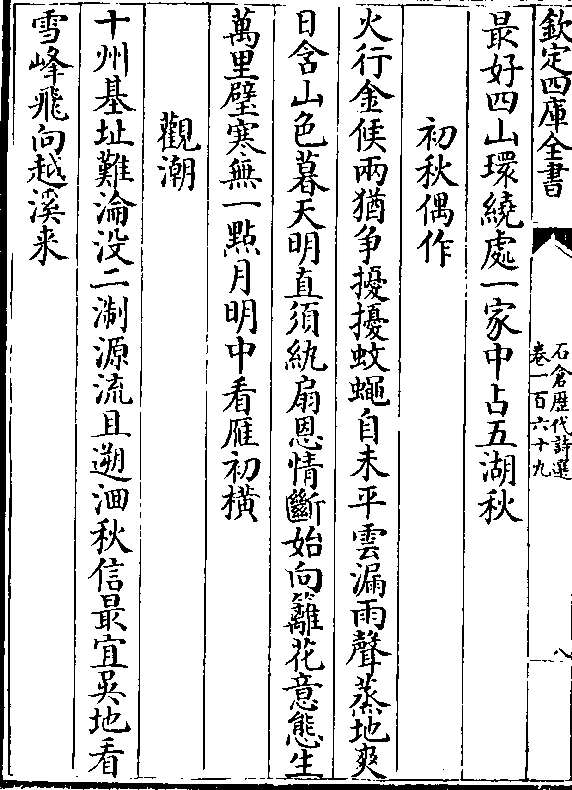 欽定四庫全書
石倉歷代詩選
卷一百六十九
八
最好四山環繞處一家中占五湖秋
初秋偶作
火行金候兩猶爭擾擾蚊蠅自未平雲漏雨聲蒸地爽
日含山色暮天明直須紈扇恩情斷始向籬花意態生
萬里璧寒無一點月明中看雁初橫
觀潮
十州基址難淪没二淛源流且遡洄秋信最宜吳地看
雪峰飛向越溪来